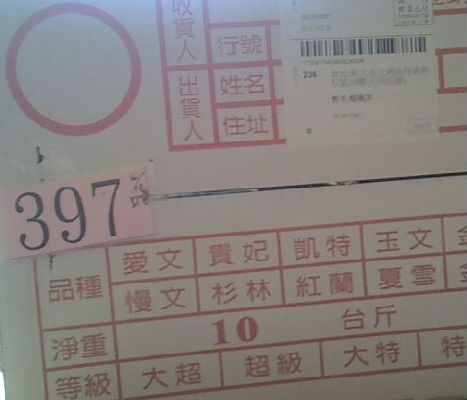 收貨人
行號
出貨人
姓名
住址
236
397
品種
愛文 貴妃 凱特 玉文
慢文 杉林 紅蘭 夏雪
淨重 10 台斤
等級 大超 超級 大特 特